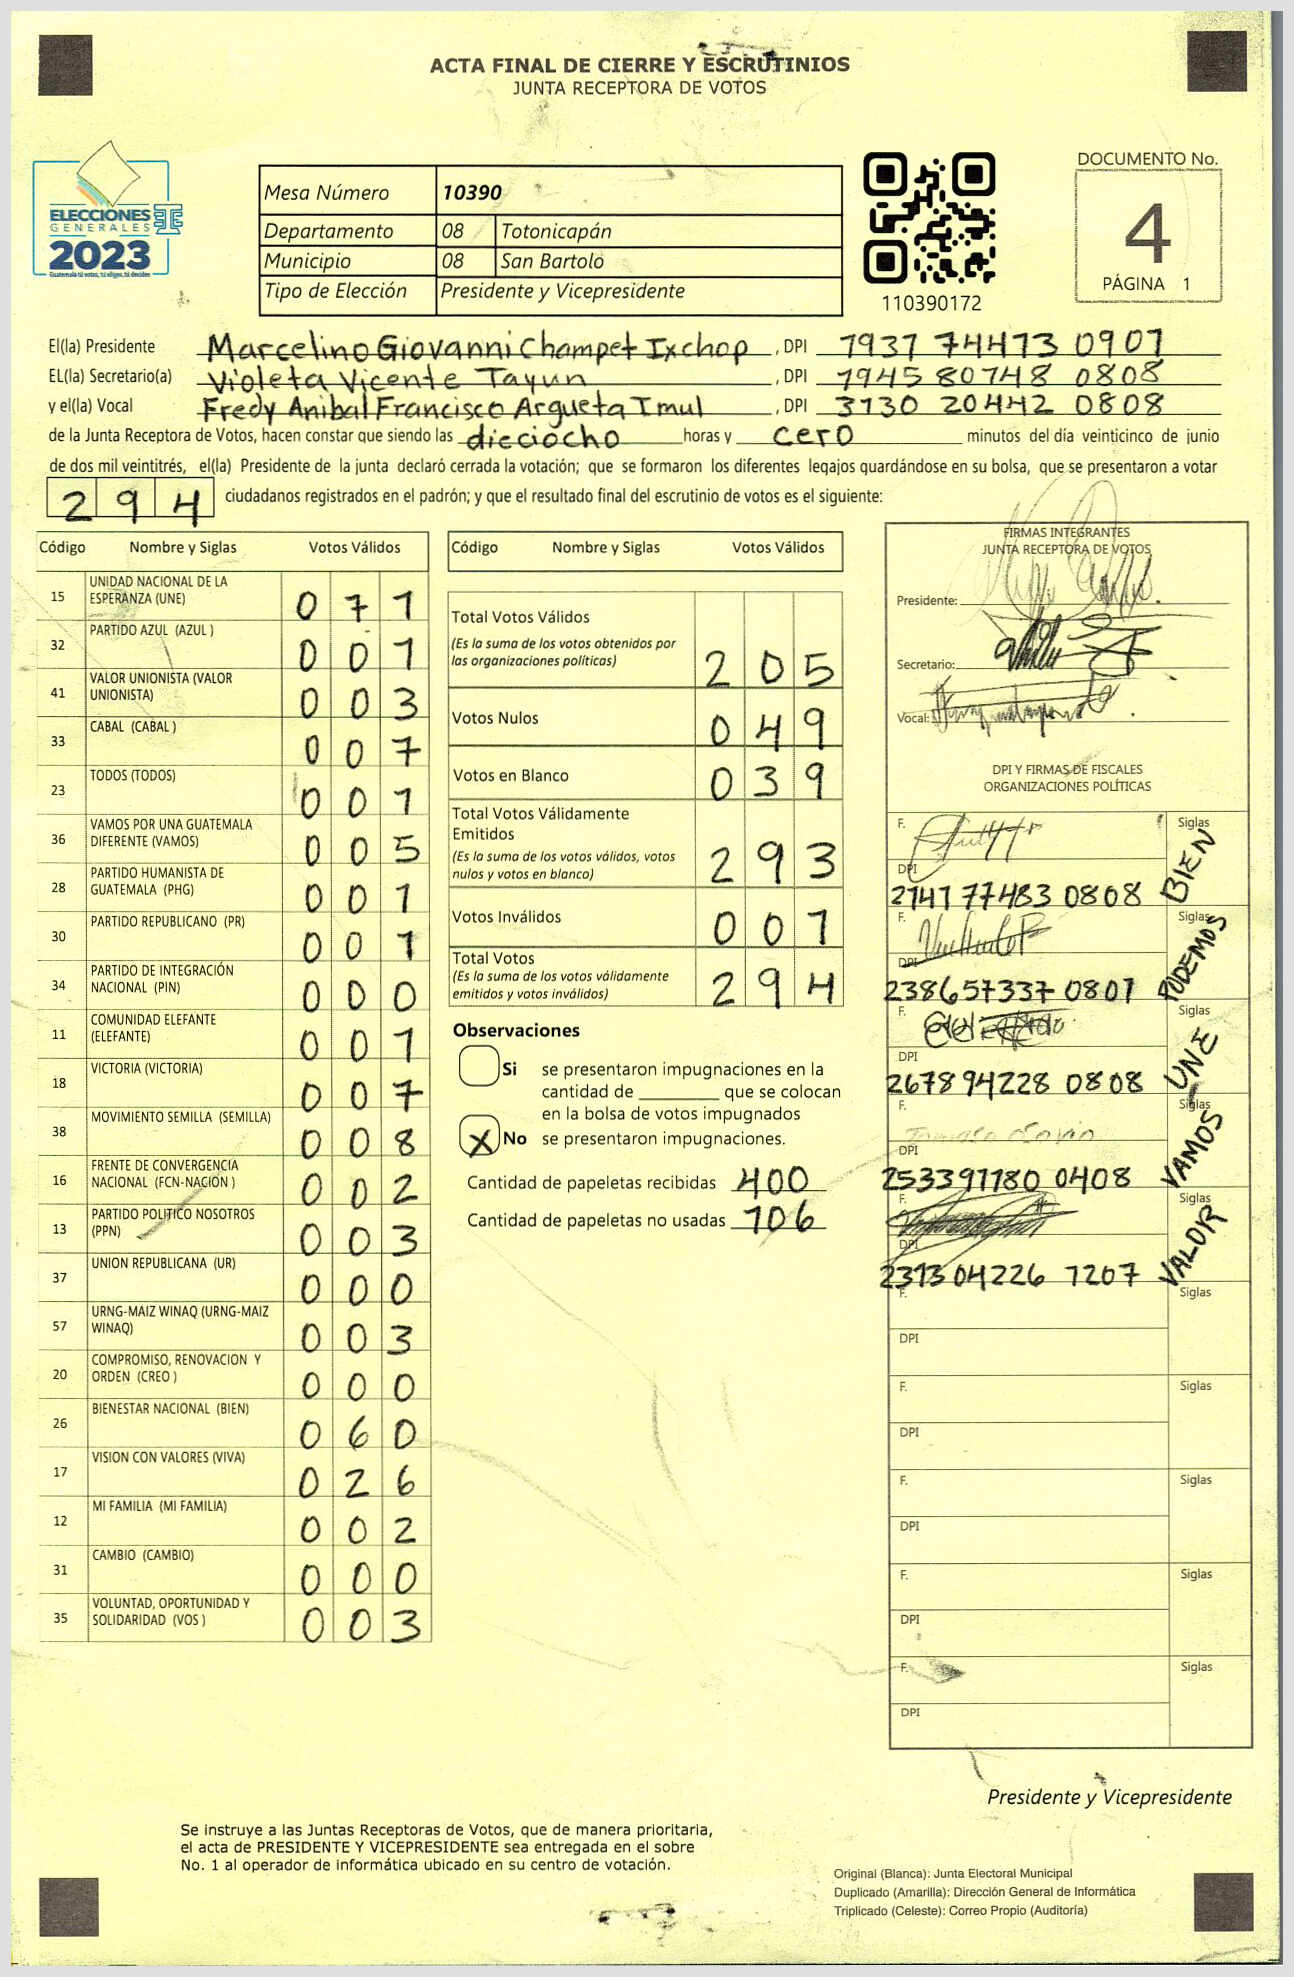 ACTA FINAL DE CIERRE Y ESCRUTINIOS
JUNTA RECEPTORA DE VOTOS
ELECCIONES
GENERALES
2023
Guatemala tú votas, tú eliges, tú decides
Mesa Número 10390
Departamento 08 Totonicapán
Municipio 08 San Bartolo
Tipo de Elección Presidente y Vicepresidente
110390172
DOCUMENTO No.
4
PÁGINA 1
El(la) Presidente Marcelino Giovanni Champet Ixchop, DPI 1937 74473 0901
EL(la) Secretario(a) Violeta Vicente Tayun, DPI 1945 80748 0808
y el(la) Vocal Fredy Anibal Francisco Argueta Imul, DPI 3130 20442 0808
de la Junta Receptora de Votos, hacen constar que siendo las dieciocho horas y cero minutos del día veinticinco de junio
de dos mil veintitrés, el(la) Presidente de la junta declaró cerrada la votación; que se formaron los diferentes legajos quardándose en su bolsa, que se presentaron a votar
294 ciudadanos registrados en el padrón; y que el resultado final del escrutinio de votos es el siguiente:
Código Nombre y Siglas Votos Válidos
15 UNIDAD NACIONAL DE LA ESPERANZA (UNE) 071
32 PARTIDO AZUL (AZUL ) 001
41 VALOR UNIONISTA (VALOR UNIONISTA) 003
33 CABAL (CABAL ) 007
23 TODOS (TODOS) 001
36 VAMOS POR UNA GUATEMALA DIFERENTE (VAMOS) 005
28 PARTIDO HUMANISTA DE GUATEMALA (PHG) 001
30 PARTIDO REPUBLICANO (PR) 001
34 PARTIDO DE INTEGRACIÓN NACIONAL (PIN) 000
11 COMUNIDAD ELEFANTE (ELEFANTE) 001
18 VICTORIA (VICTORIA) 007
38 MOVIMIENTO SEMILLA (SEMILLA) 008
16 FRENTE DE CONVERGENCIA NACIONAL (FCN-NACION ) 002
13 PARTIDO POLITICO NOSOTROS (PPN) 003
37 UNION REPUBLICANA (UR) 000
57 URNG-MAIZ WINAQ (URNG-MAIZ WINAQ) 003
20 COMPROMISO, RENOVACION Y ORDEN (CREO ) 000
26 BIENESTAR NACIONAL (BIEN) 060
17 VISION CON VALORES (VIVA) 026
12 MI FAMILIA (MI FAMILIA) 002
31 CAMBIO (CAMBIO) 000
35 VOLUNTAD, OPORTUNIDAD Y SOLIDARIDAD (VOS ) 003
Código Nombre y Siglas Votos Válidos
Total Votos Válidos 205
(Es la suma de los votos obtenidos por
las organizaciones políticas)
Votos Nulos 049
Votos en Blanco 039
Total Votos Válidamente
Emitidos 293
(Es la suma de los votos válidos, votos
nulos y votos en blanco)
Votos Inválidos 001
Total Votos 294
(Es la suma de los votos válidamente
emitidos y votos inválidos)
Observaciones
Si se presentaron impugnaciones en la
cantidad de ________ que se colocan
en la bolsa de votos impugnados
X No se presentaron impugnaciones.
Cantidad de papeletas recibidas 400
Cantidad de papeletas no usadas 106
FIRMAS INTEGRANTES
JUNTA RECEPTORA DE VOTOS
Presidente:
Secretario:
Vocal:
DPI Y FIRMAS DE FISCALES
ORGANIZACIONES POLÍTICAS
F. Siglas BIEN
DPI 2141 77483 0808
F. Siglas PODEMOS
DPI 238657337 0801
F. Siglas UNE
DPI 2678 94228 0808
F. Siglas VAMOS
DPI 253391780 0408
F. Siglas VALOR
DPI 2313 04226 1207
F. Siglas
DPI
F. Siglas
DPI
F. Siglas
DPI
F. Siglas
DPI
F. Siglas
DPI
Presidente y Vicepresidente
Se instruye a las Juntas Receptoras de Votos, que de manera prioritaria,
el acta de PRESIDENTE Y VICEPRESIDENTE sea entregada en el sobre
No. 1 al operador de informática ubicado en su centro de votación.
Original (Blanca): Junta Electoral Municipal
Duplicado (Amarilla): Dirección General de Informática
Triplicado (Celeste): Correo Propio (Auditoría)